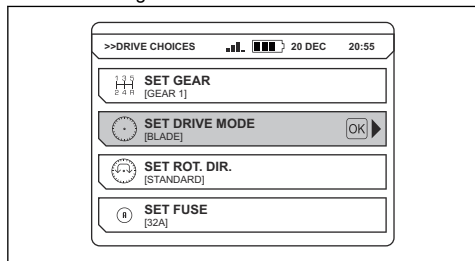 >>DRIVE CHOICES 20 DEC 20:55
1 3 5
2 4 R
SET GEAR
[GEAR 1]
SET DRIVE MODE
[BLADE]
OK
SET ROT. DIR.
[STANDARD]
A
SET FUSE
[32A]